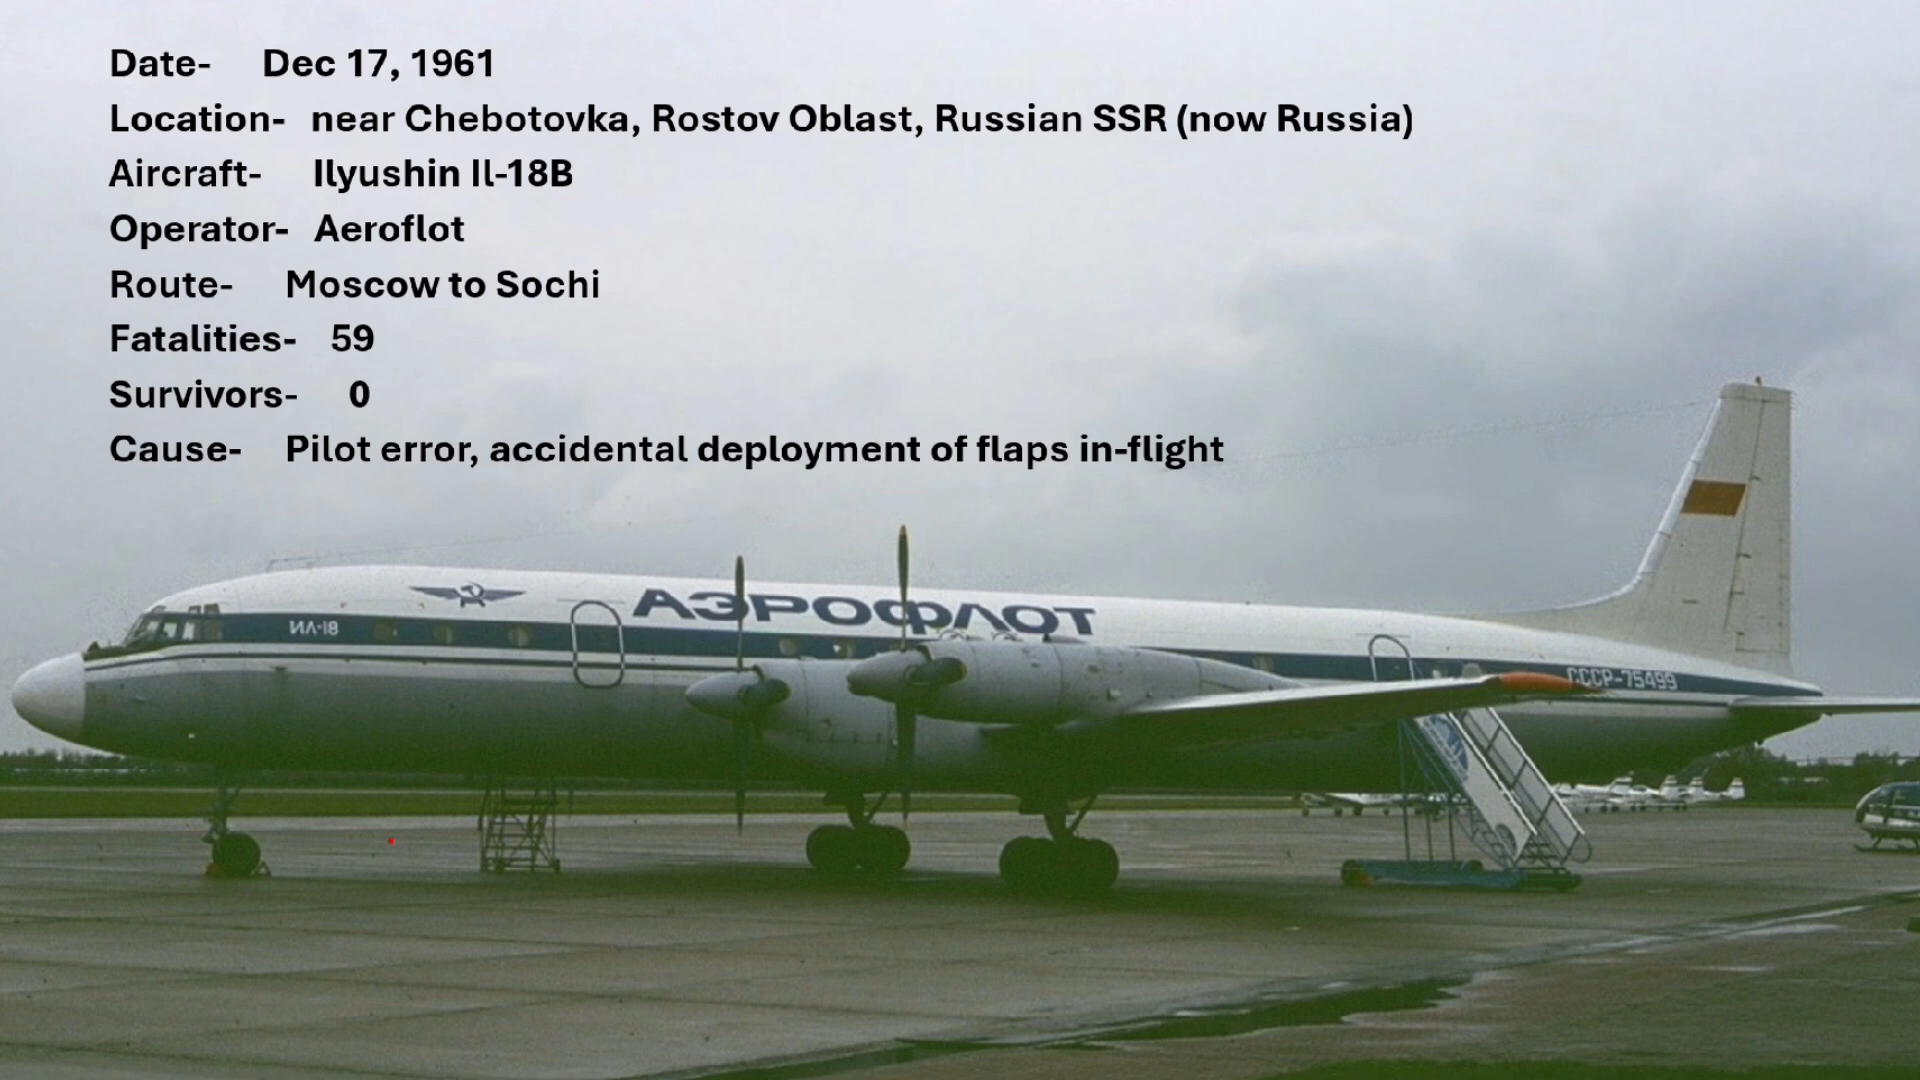 Date- Dec 17, 1961
Location- near Chebotovka, Rostov Oblast, Russian SSR (now Russia)
Aircraft- Ilyushin Il-18B
Operator- Aeroflot
Route- Moscow to Sochi
Fatalities- 59
Survivors- 0
Cause- Pilot error, accidental deployment of flaps in-flight
АЭРОФЛОТ
ИЛ-18
СССР-75499